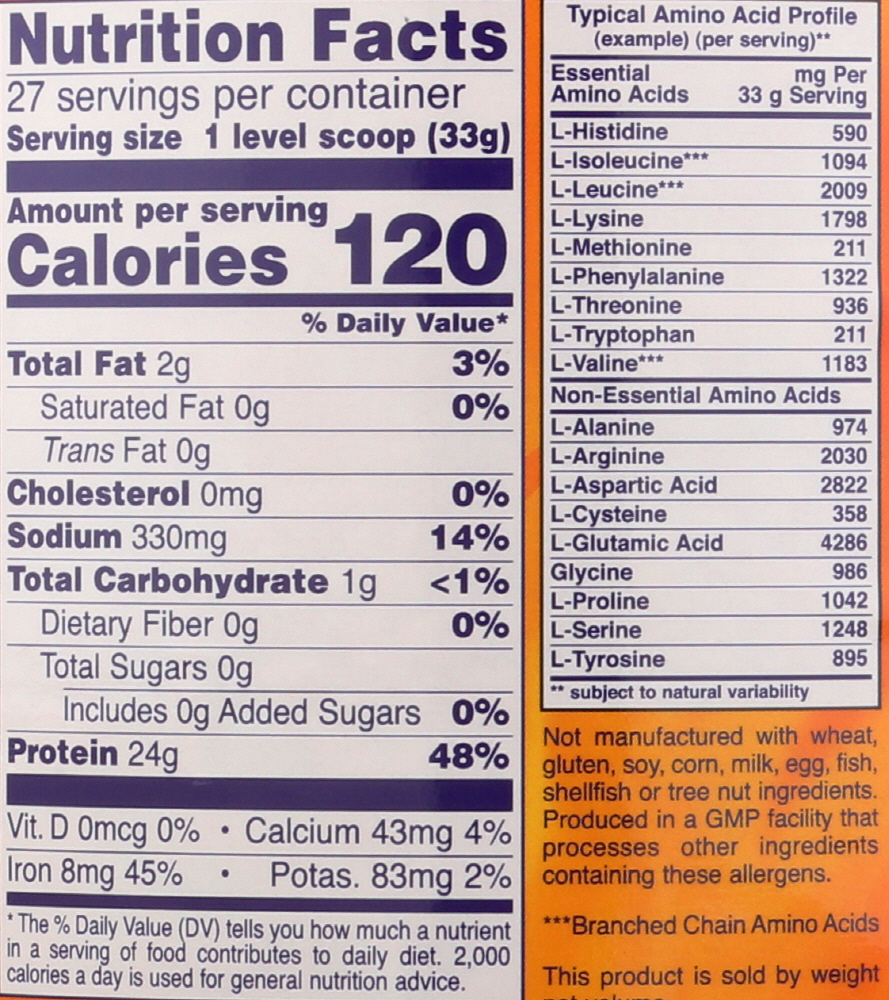 Nutrition Facts
27 servings per container
Serving size 1 level scoop (33g)
Amount per serving
Calories 120
% Daily Value*
Total Fat 2g 3%
Saturated Fat 0g 0%
Trans Fat 0g
Cholesterol 0mg 0%
Sodium 330mg 14%
Total Carbohydrate 1g <1%
Dietary Fiber 0g 0%
Total Sugars 0g
Includes 0g Added Sugars 0%
Protein 24g 48%
Vit. D 0mcg 0% • Calcium 43mg 4%
Iron 8mg 45% • Potas. 83mg 2%
* The % Daily Value (DV) tells you how much a nutrient
in a serving of food contributes to daily diet. 2,000
calories a day is used for general nutrition advice.
Typical Amino Acid Profile
(example) (per serving)**
Essential mg Per
Amino Acids 33 g Serving
L-Histidine 590
L-Isoleucine*** 1094
L-Leucine*** 2009
L-Lysine 1798
L-Methionine 211
L-Phenylalanine 1322
L-Threonine 936
L-Tryptophan 211
L-Valine*** 1183
Non-Essential Amino Acids
L-Alanine 974
L-Arginine 2030
L-Aspartic Acid 2822
L-Cysteine 358
L-Glutamic Acid 4286
Glycine 986
L-Proline 1042
L-Serine 1248
L-Tyrosine 895
** subject to natural variability
Not manufactured with wheat,
gluten, soy, corn, milk, egg, fish,
shellfish or tree nut ingredients.
Produced in a GMP facility that
processes other ingredients
containing these allergens.
***Branched Chain Amino Acids
This product is sold by weight